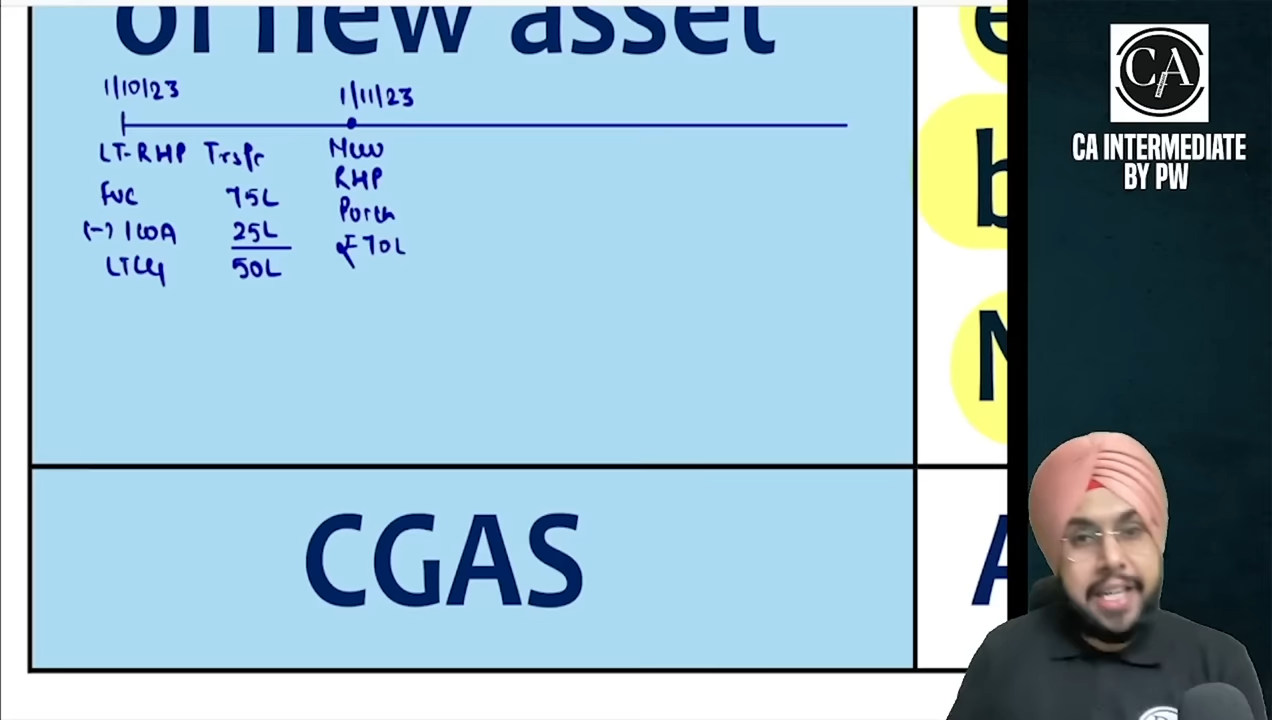 of new asset
1/10/23
1/11/23
LT-RHP Trsfr
New
RHP
FVC 75L
Purch
(-) ICOA 25L
₹70L
LTCG 50L
CGAS
CA
CA INTERMEDIATE
BY PW
e
b
N
A